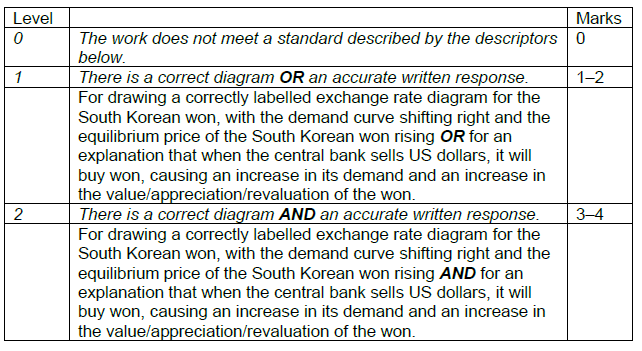 Level Marks
0 The work does not meet a standard described by the descriptors 0
below.
1 There is a correct diagram OR an accurate written response. 1–2
For drawing a correctly labelled exchange rate diagram for the
South Korean won, with the demand curve shifting right and the
equilibrium price of the South Korean won rising OR for an
explanation that when the central bank sells US dollars, it will
buy won, causing an increase in its demand and an increase in
the value/appreciation/revaluation of the won.
2 There is a correct diagram AND an accurate written response. 3–4
For drawing a correctly labelled exchange rate diagram for the
South Korean won, with the demand curve shifting right and the
equilibrium price of the South Korean won rising AND for an
explanation that when the central bank sells US dollars, it will
buy won, causing an increase in its demand and an increase in
the value/appreciation/revaluation of the won.